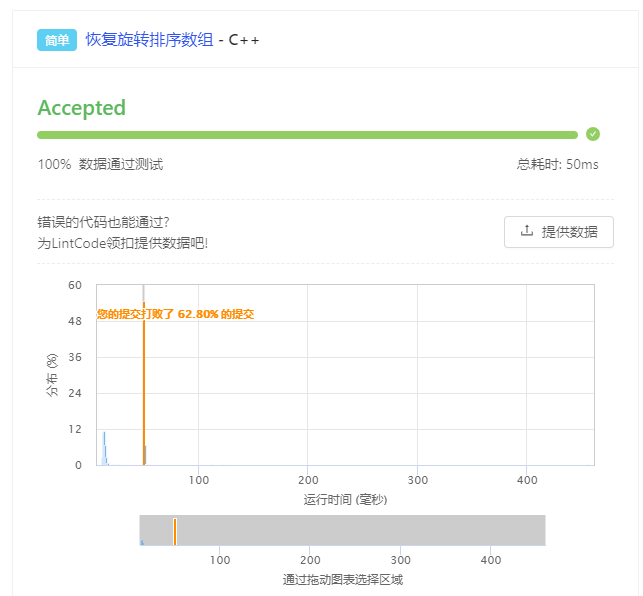 简单 恢复旋转排序数组 - C++
Accepted
100% 数据通过测试 总耗时: 50ms
错误的代码也能通过?
为LintCode领扣提供数据吧!
提供数据
60
您的提交打败了 62.80% 的提交
48
36
24
12
0
分布 (%)
100 200 300 400
运行时间 (毫秒)
100 200 300 400
通过拖动图表选择区域